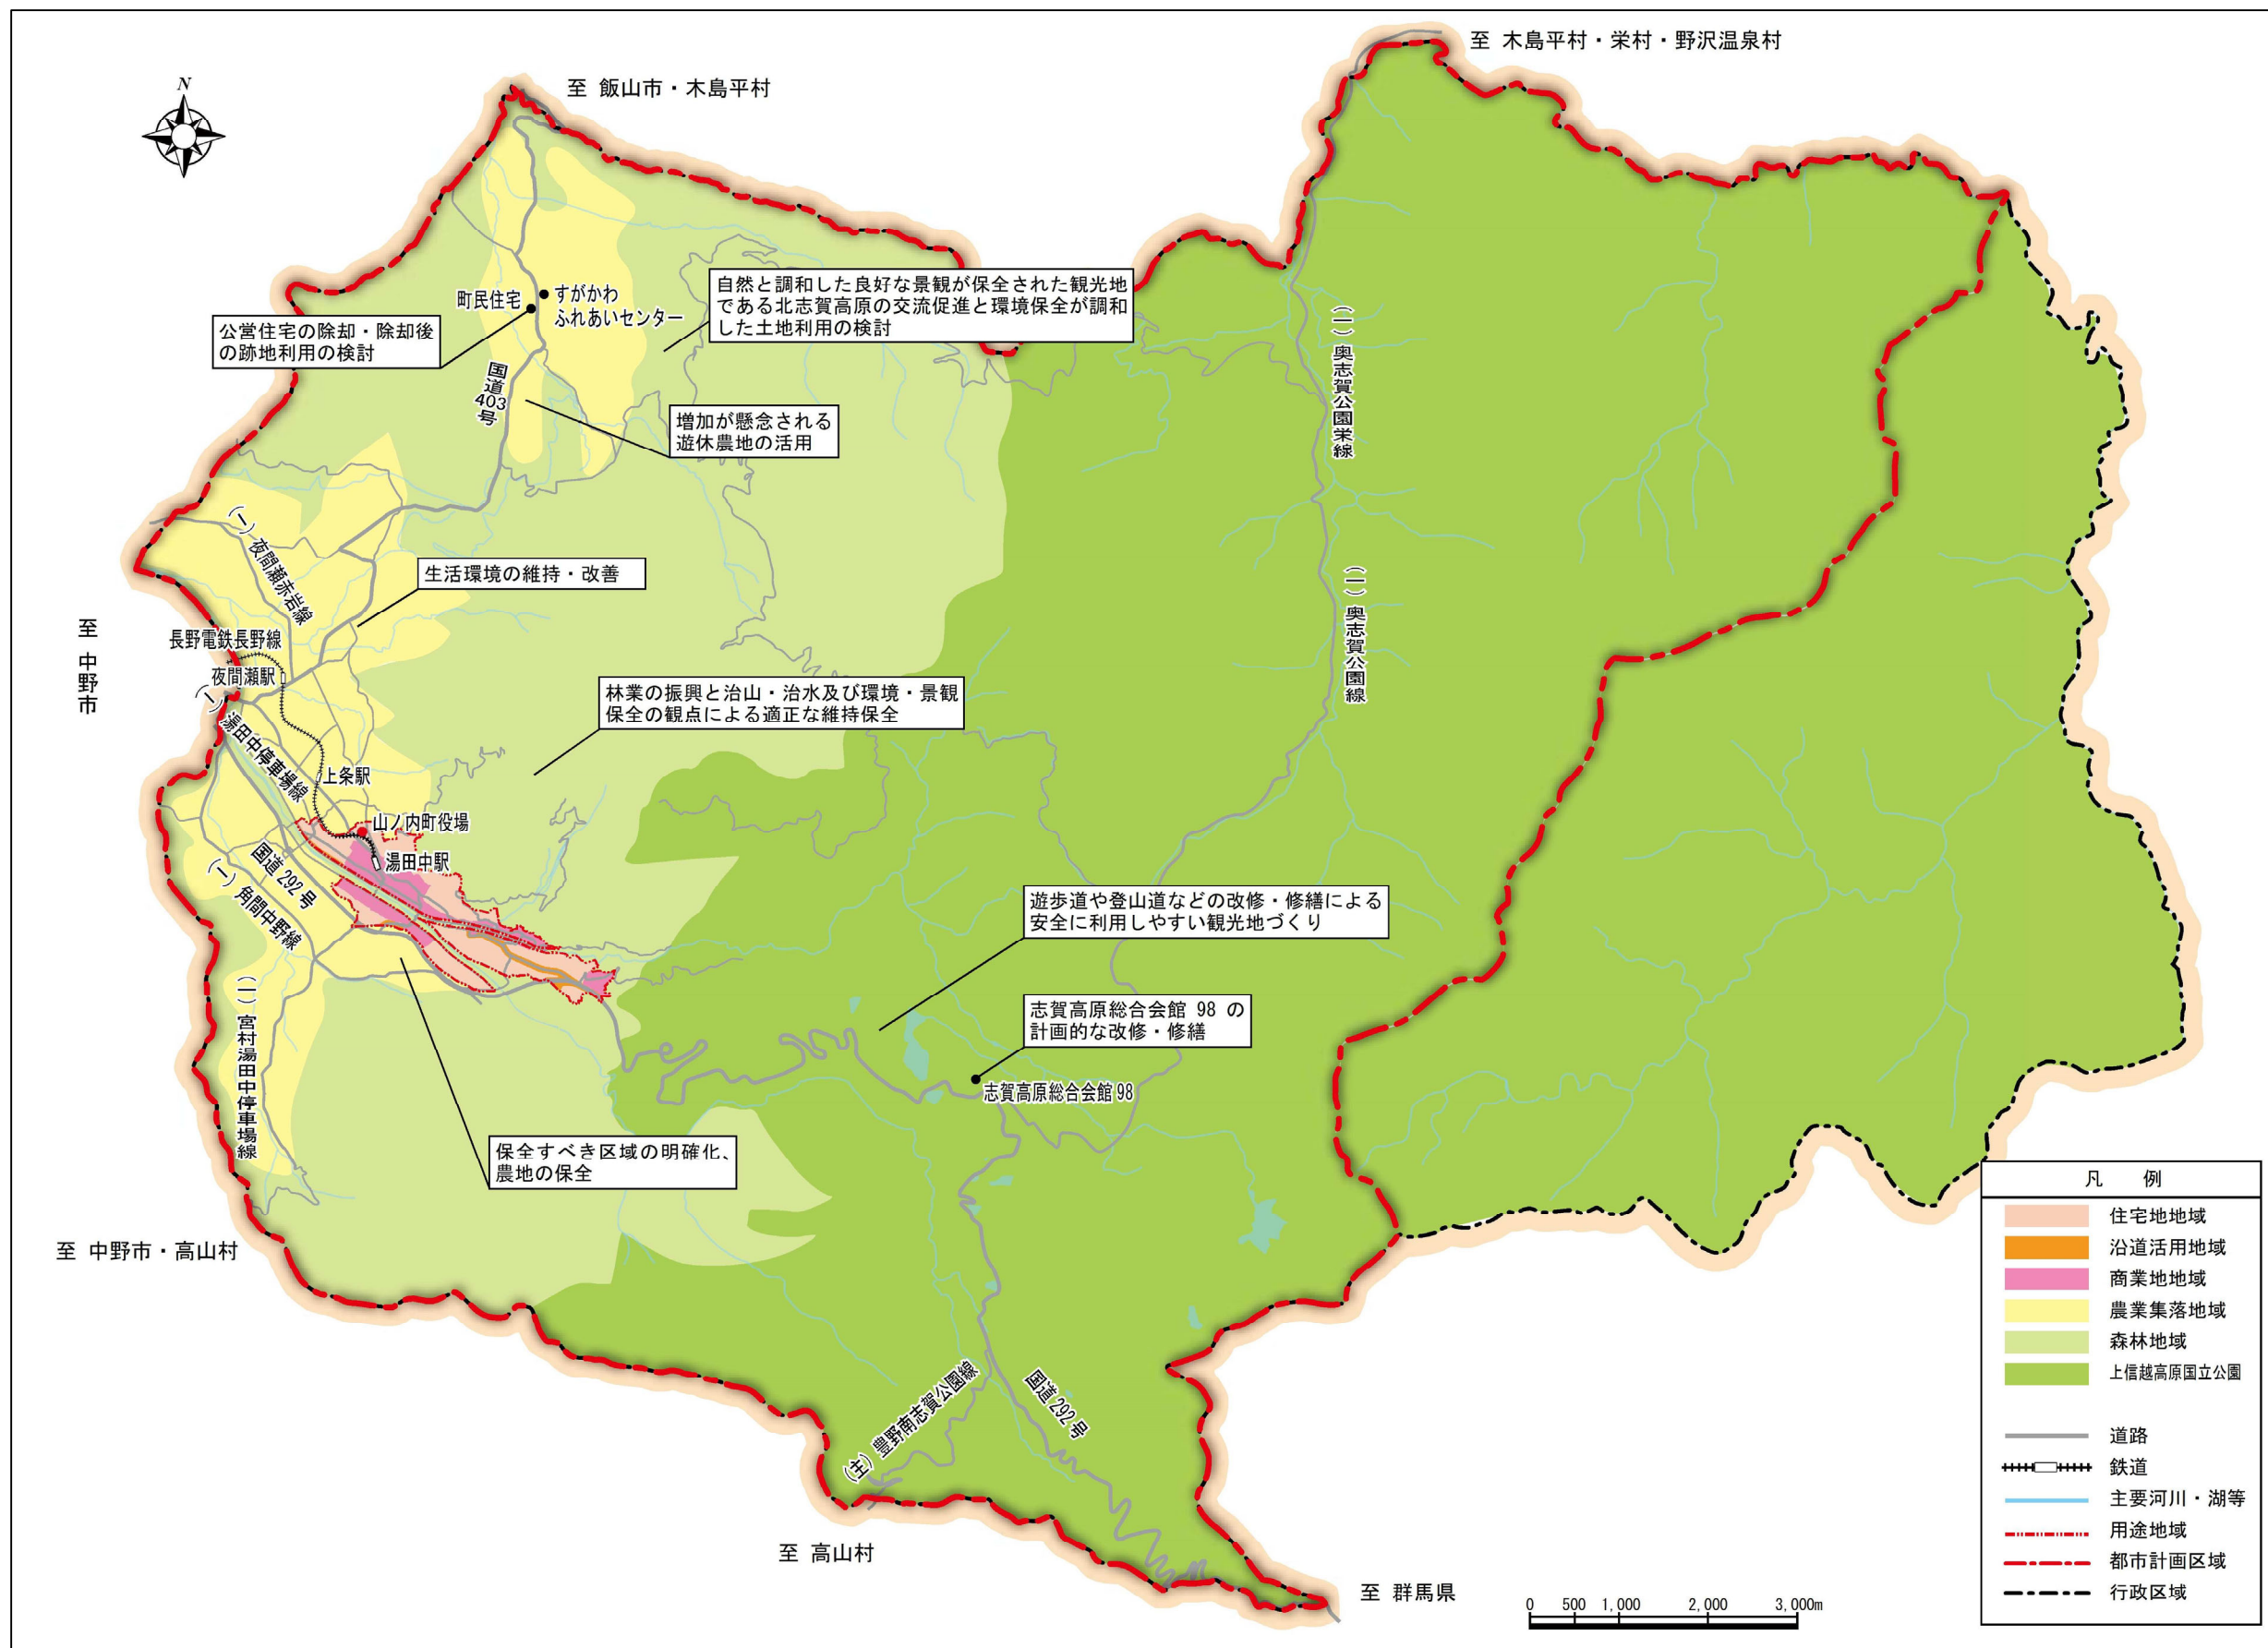 N
至 飯山市・木島平村
至 木島平村・栄村・野沢温泉村
町民住宅
すがかわ
ふれあいセンター
自然と調和した良好な景観が保全された観光地
である北志賀高原の交流促進と環境保全が調和
した土地利用の検討
公営住宅の除却・除却後
の跡地利用の検討
国道403号
増加が懸念される
遊休農地の活用
(一)奥志賀公園栄線
(一)夜間瀬赤岩線
生活環境の維持・改善
(一)奥志賀公園線
至 中野市
長野電鉄長野線
夜間瀬駅
(一)湯田中停車場線
林業の振興と治山・治水及び環境・景観
保全の観点による適正な維持保全
上条駅
山ノ内町役場
湯田中駅
国道292号
(一)角間中野線
遊歩道や登山道などの改修・修繕による
安全に利用しやすい観光地づくり
(一)宮村湯田中停車場線
志賀高原総合会館 98 の
計画的な改修・修繕
志賀高原総合会館98
保全すべき区域の明確化、
農地の保全
至 中野市・高山村
(主)豊野南志賀公園線
国道292号
至 高山村
至 群馬県
0 500 1,000 2,000 3,000m
凡 例
住宅地地域
沿道活用地域
商業地地域
農業集落地域
森林地域
上信越高原国立公園
道路
鉄道
主要河川・湖等
用途地域
都市計画区域
行政区域